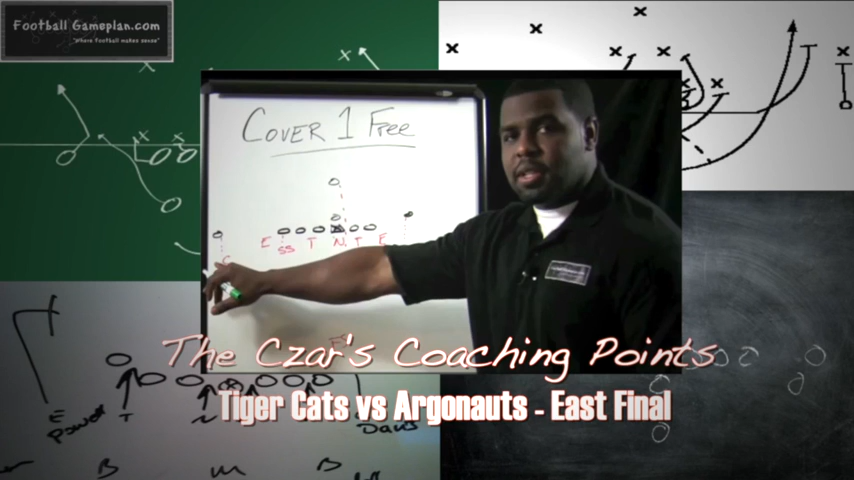 Football Gameplan.com
"where football makes sense"
COVER 1 Free
E SS T N T E
C
The Czar's Coaching Points
Tiger Cats vs Argonauts - East Final
E
Power
T
B
M
B